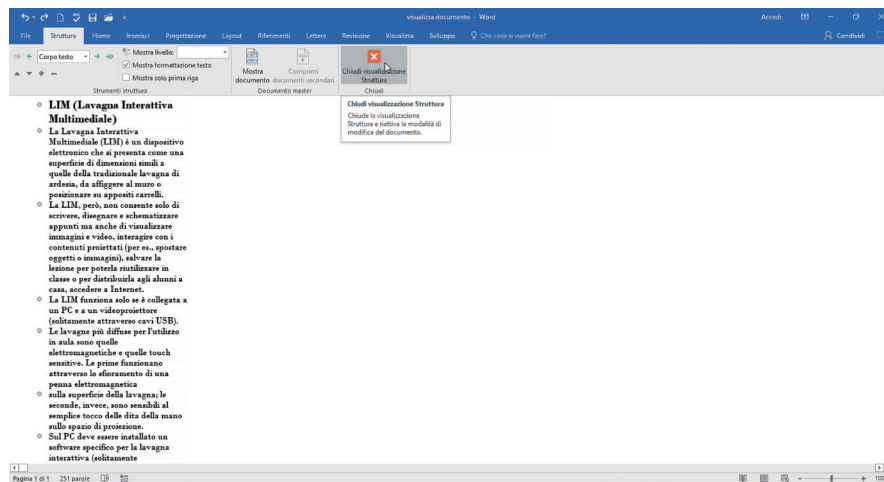 visualizza documento - Word
Accedi
File Struttura Home Inserisci Progettazione Layout Riferimenti Lettere Revisione Visualizza Sviluppo Che cosa si vuole fare? Condividi
Corpo testo
Mostra livello:
Mostra formattazione testo
Mostra solo prima riga
Strumenti struttura
Mostra documento
Comprimi documenti secondari
Documento master
Chiudi visualizzazione Struttura
Chiudi
Chiudi visualizzazione Struttura
Chiude la visualizzazione
Struttura e riattiva la modalità di
modifica del documento.
LIM (Lavagna Interattiva
Multimediale)
La Lavagna Interattiva
Multimediale (LIM) è un dispositivo
elettronico che si presenta come una
superficie di dimensioni simili a
quelle della tradizionale lavagna di
ardesia, da affiggere al muro o
posizionare su appositi carrelli.
La LIM, però, non consente solo di
scrivere, disegnare e schematizzare
appunti ma anche di visualizzare
immagini e video, interagire con i
contenuti proiettati (per es., spostare
oggetti o immagini), salvare la
lezione per poterla riutilizzare in
classe o per distribuirla agli alunni a
casa, accedere a Internet.
La LIM funziona solo se è collegata a
un PC e a un videoproiettore
(solitamente attraverso cavi USB).
Le lavagne più diffuse per l'utilizzo
in aula sono quelle
elettromagnetiche e quelle touch
sensitive. Le prime funzionano
attraverso lo sfioramento di una
penna elettromagnetica
sulla superficie della lavagna; le
seconde, invece, sono sensibili al
semplice tocco delle dita della mano
sullo spazio di proiezione.
Sul PC deve essere installato un
software specifico per la lavagna
interattiva (solitamente
Pagina 1 di 1 251 parole
100